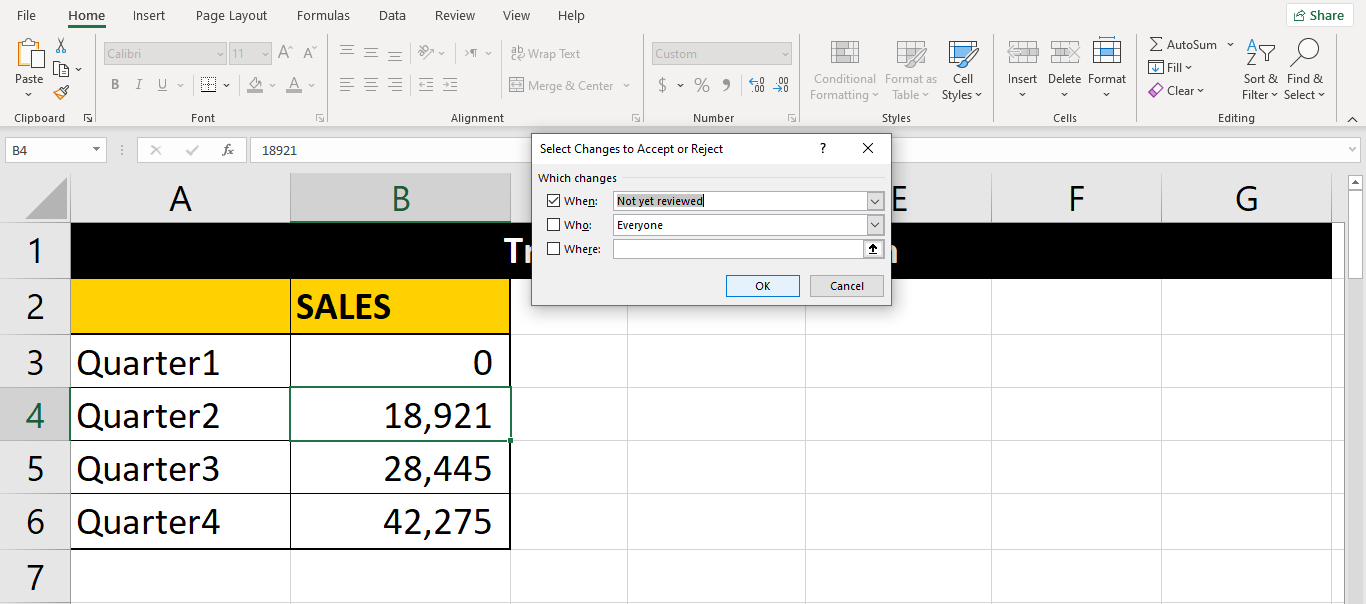 File Home Insert Page Layout Formulas Data Review View Help Share
Paste
Calibri 11
Wrap Text
Merge & Center
Custom
$ % 9
Conditional Formatting
Format as Table
Cell Styles
Insert Delete Format
AutoSum
Fill
Clear
Sort & Filter
Find & Select
Clipboard Font Alignment Number Styles Cells Editing
B4 fx 18921
Select Changes to Accept or Reject ?
Which changes
When: Not yet reviewed
Who: Everyone
Where:
OK Cancel
A B E F G
1
2 SALES
3 Quarter1 0
4 Quarter2 18,921
5 Quarter3 28,445
6 Quarter4 42,275
7